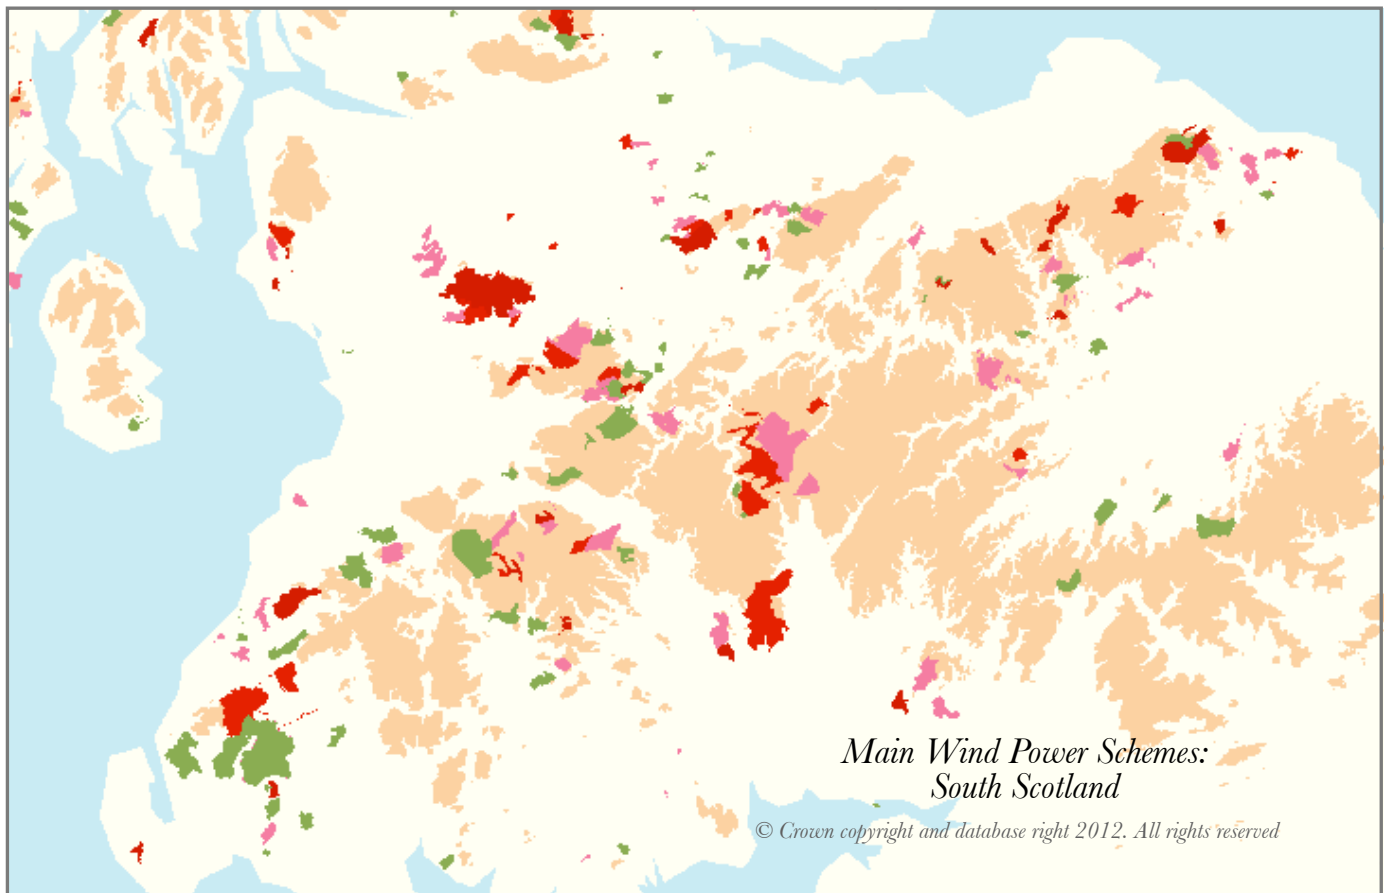 Main Wind Power Schemes:
South Scotland
© Crown copyright and database right 2012. All rights reserved